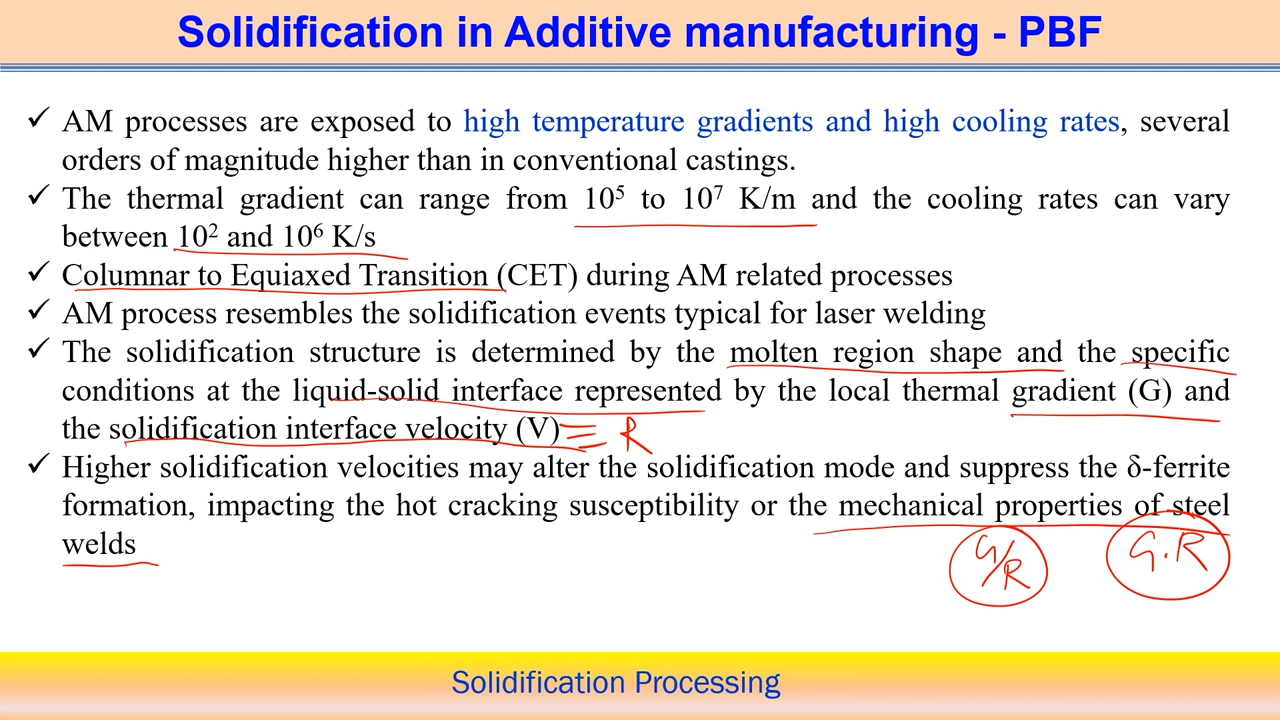 Solidification in Additive manufacturing - PBF
✓ AM processes are exposed to high temperature gradients and high cooling rates, several
orders of magnitude higher than in conventional castings.
✓ The thermal gradient can range from 10⁵ to 10⁷ K/m and the cooling rates can vary
between 10² and 10⁶ K/s
✓ Columnar to Equiaxed Transition (CET) during AM related processes
✓ AM process resembles the solidification events typical for laser welding
✓ The solidification structure is determined by the molten region shape and the specific
conditions at the liquid-solid interface represented by the local thermal gradient (G) and
the solidification interface velocity (V) ≡ R
✓ Higher solidification velocities may alter the solidification mode and suppress the δ-ferrite
formation, impacting the hot cracking susceptibility or the mechanical properties of steel
welds
G/R G.R
Solidification Processing